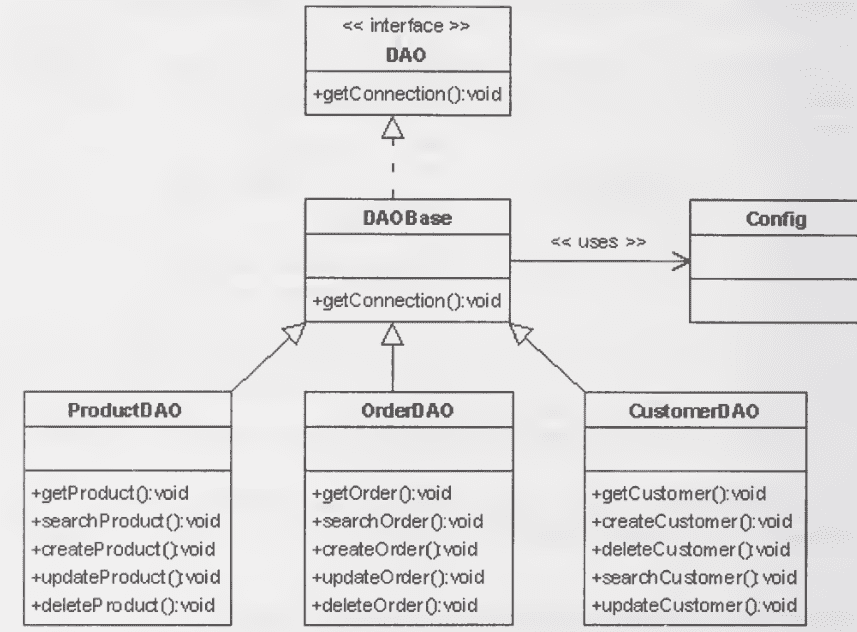 << interface >>
DAO
+getConnection():void
DAOBase
<< uses >>
Config
+getConnection():void
ProductDAO
+getProduct():void
+searchProduct():void
+createProduct():void
+updateProduct():void
+deleteProduct():void
OrderDAO
+getOrder():void
+searchOrder():void
+createOrder():void
+updateOrder():void
+deleteOrder():void
CustomerDAO
+getCustomer():void
+createCustomer():void
+deleteCustomer():void
+searchCustomer():void
+updateCustomer():void